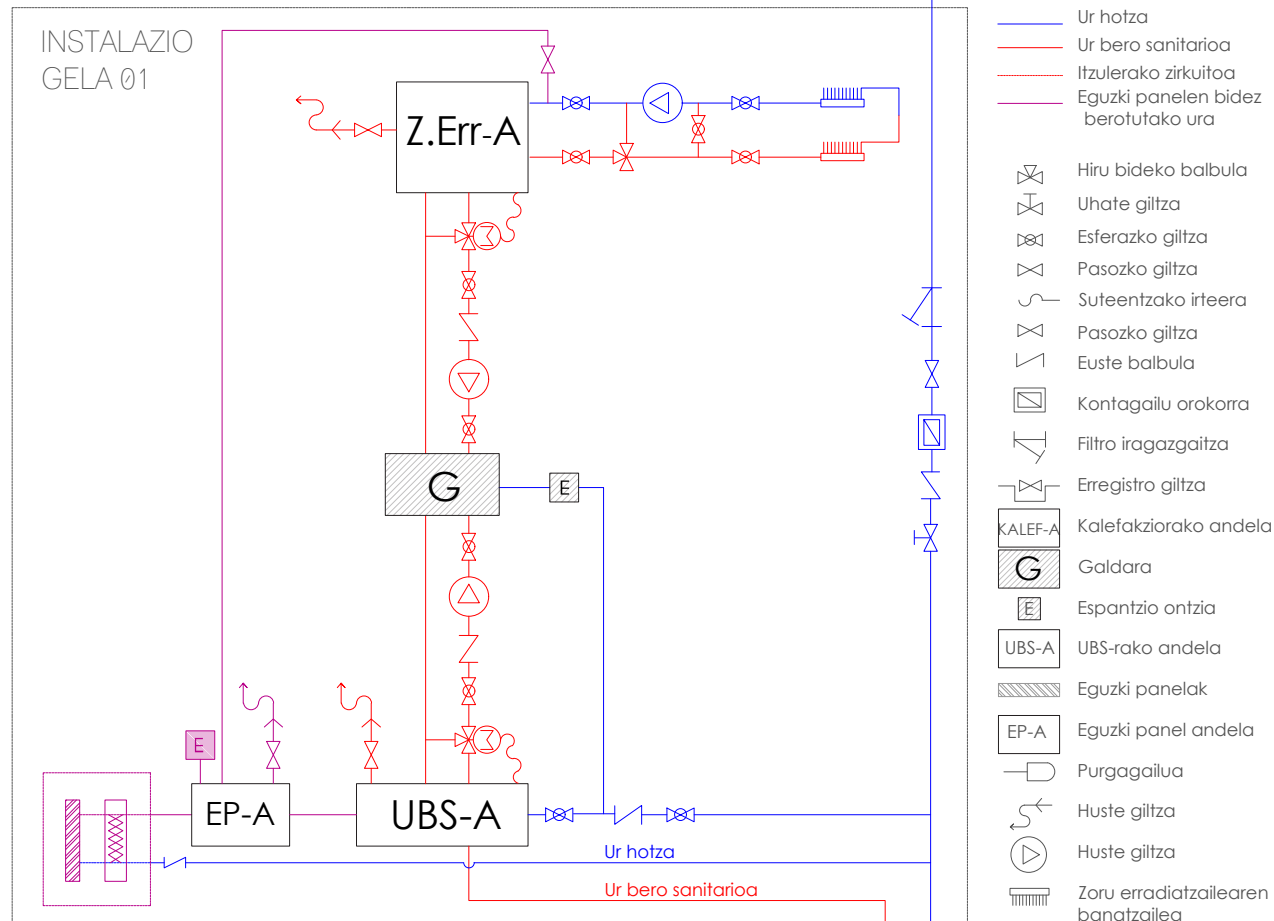 INSTALAZIO
GELA 01
Z.Err-A
G
E
E
EP-A
UBS-A
Ur hotza
Ur bero sanitarioa
Ur hotza
Ur bero sanitarioa
Itzulerako zirkuitoa
Eguzki panelen bidez
berotutako ura
Hiru bideko balbula
Uhate giltza
Esferazko giltza
Pasozko giltza
Suteentzako irteera
Pasozko giltza
Euste balbula
Kontagailu orokorra
Filtro iragazgaitza
Erregistro giltza
KALEF-A Kalefakziorako andela
G Galdara
E Espantzio ontzia
UBS-A UBS-rako andela
Eguzki panelak
EP-A Eguzki panel andela
Purgagailua
Huste giltza
Huste giltza
Zoru erradiatzailearen
banatzailea